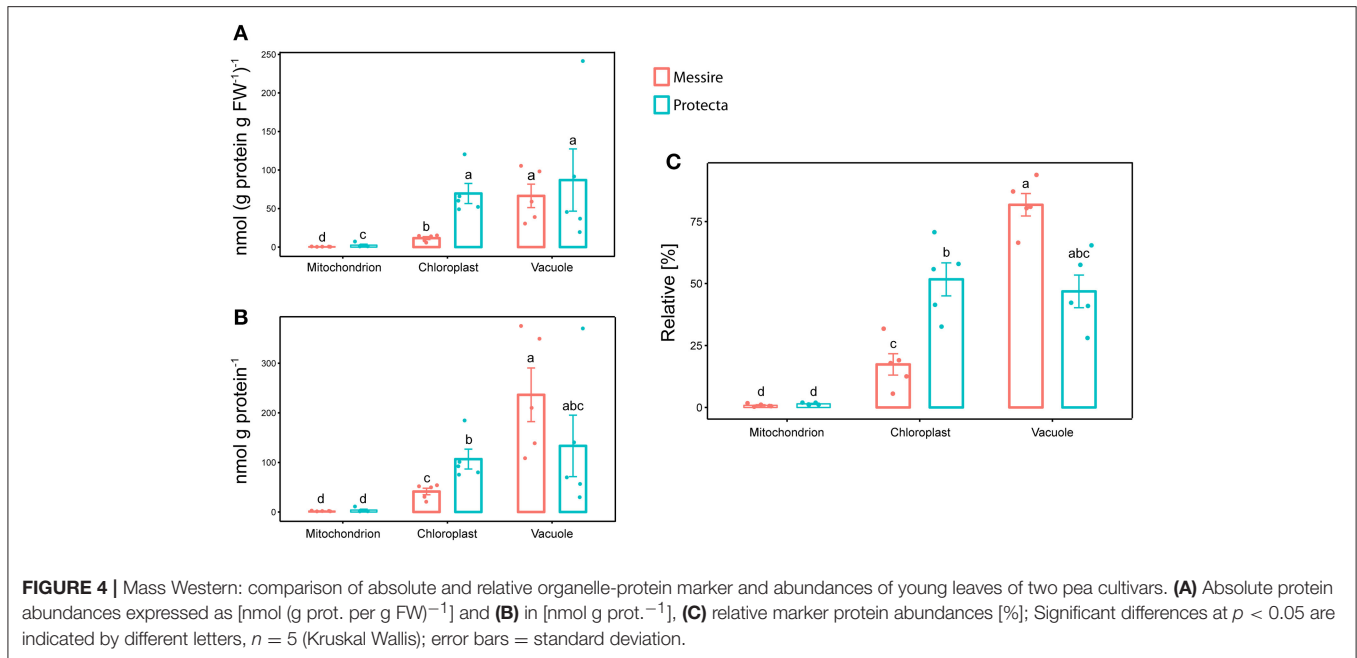 A
nmol (g protein g FW⁻¹)⁻¹
250
200
150
100
50
0
d
c
b
a
a
a
Mitochondrion
Chloroplast
Vacuole
Messire
Protecta
B
nmol g protein⁻¹
300
200
100
0
d
d
c
b
a
abc
Mitochondrion
Chloroplast
Vacuole
C
Relative [%]
75
50
25
0
d
d
c
b
a
abc
Mitochondrion
Chloroplast
Vacuole
FIGURE 4 | Mass Western: comparison of absolute and relative organelle-protein marker and abundances of young leaves of two pea cultivars. (A) Absolute protein
abundances expressed as [nmol (g prot. per g FW)−1] and (B) in [nmol g prot.−1], (C) relative marker protein abundances [%]; Significant differences at p < 0.05 are
indicated by different letters, n = 5 (Kruskal Wallis); error bars = standard deviation.